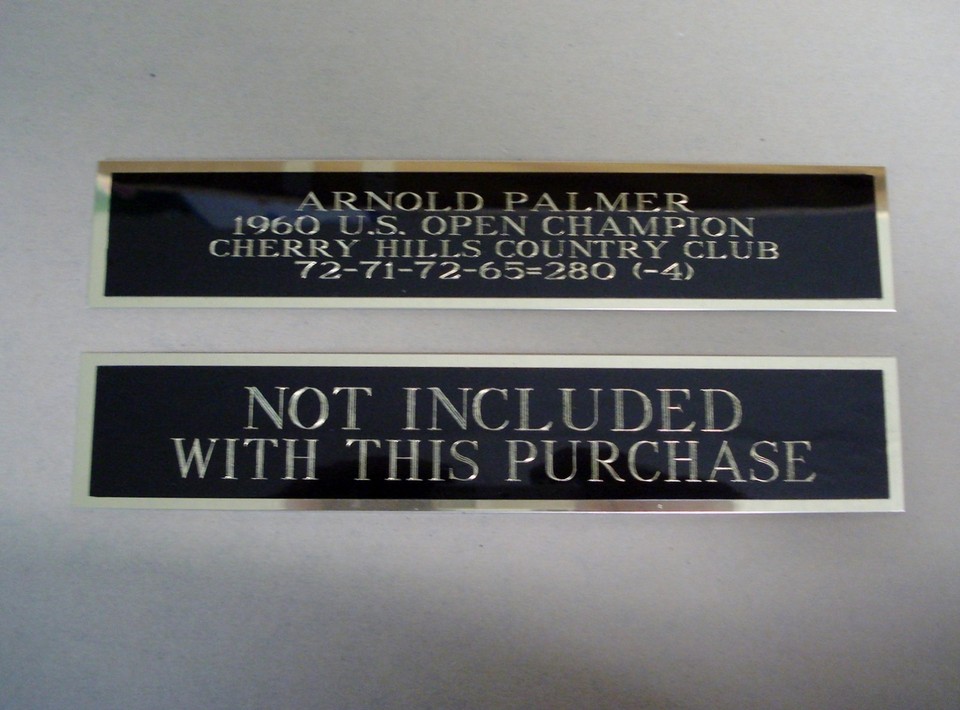 ARNOLD PALMER
1960 U.S. OPEN CHAMPION
CHERRY HILLS COUNTRY CLUB
72-71-72-65=280 (-4)
NOT INCLUDED
WITH THIS PURCHASE